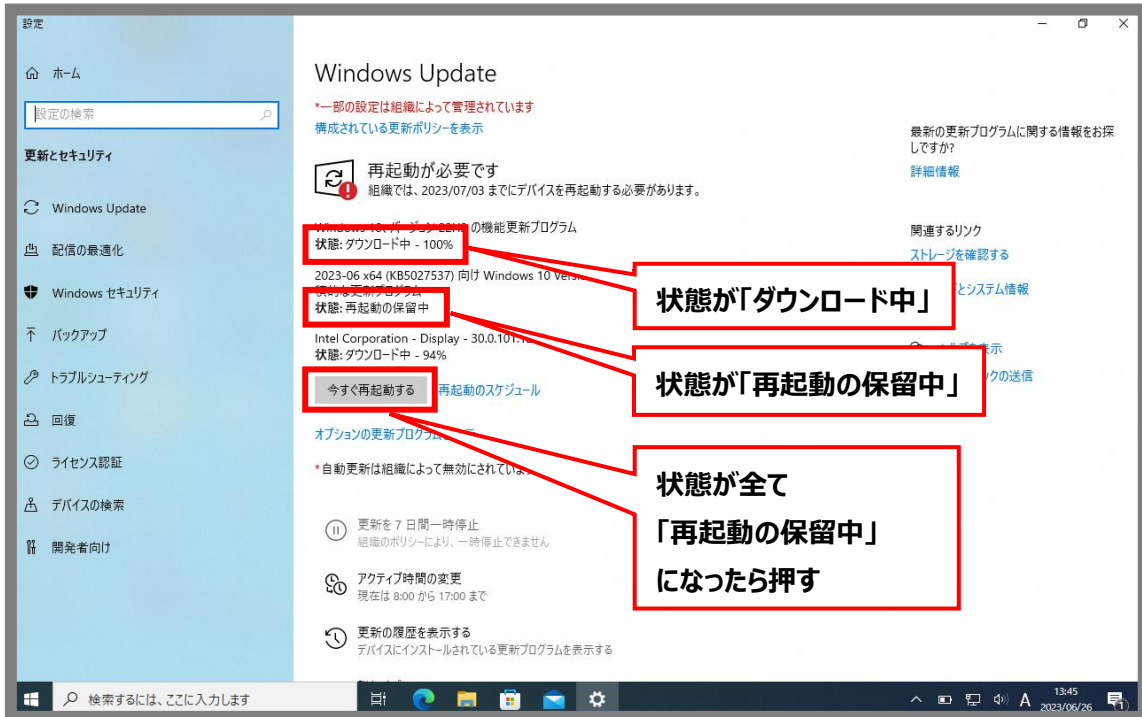 設定
ホーム
設定の検索
更新とセキュリティ
Windows Update
配信の最適化
Windows セキュリティ
バックアップ
トラブルシューティング
回復
ライセンス認証
デバイスの検索
開発者向け
Windows Update
*一部の設定は組織によって管理されています
構成されている更新ポリシーを表示
再起動が必要です
組織では、2023/07/03 までにデバイスを再起動する必要があります。
Windows 10, バージョン 22H2 の機能更新プログラム
状態: ダウンロード中 - 100%
2023-06 x64 (KB5027537) 向け Windows 10
積的な更新プログラム
状態: 再起動の保留中
Intel Corporation - Display - 30.0.101.
状態: ダウンロード中 - 94%
今すぐ再起動する
再起動のスケジュール
オプションの更新プログラム
*自動更新は組織によって無効にされていま
更新を 7 日間一時停止
組織のポリシーにより、一時停止できません
アクティブ時間の変更
現在は 8:00 から 17:00 まで
更新の履歴を表示する
デバイスにインストールされている更新プログラムを表示する
最新の更新プログラムに関する情報をお探
しですか?
詳細情報
関連するリンク
ストレージを確認する
とシステム情報
を表示
クの送信
状態が「ダウンロード中」
状態が「再起動の保留中」
状態が全て
「再起動の保留中」
になったら押す
検索するには、ここに入力します
A
13:45
2023/06/26
1